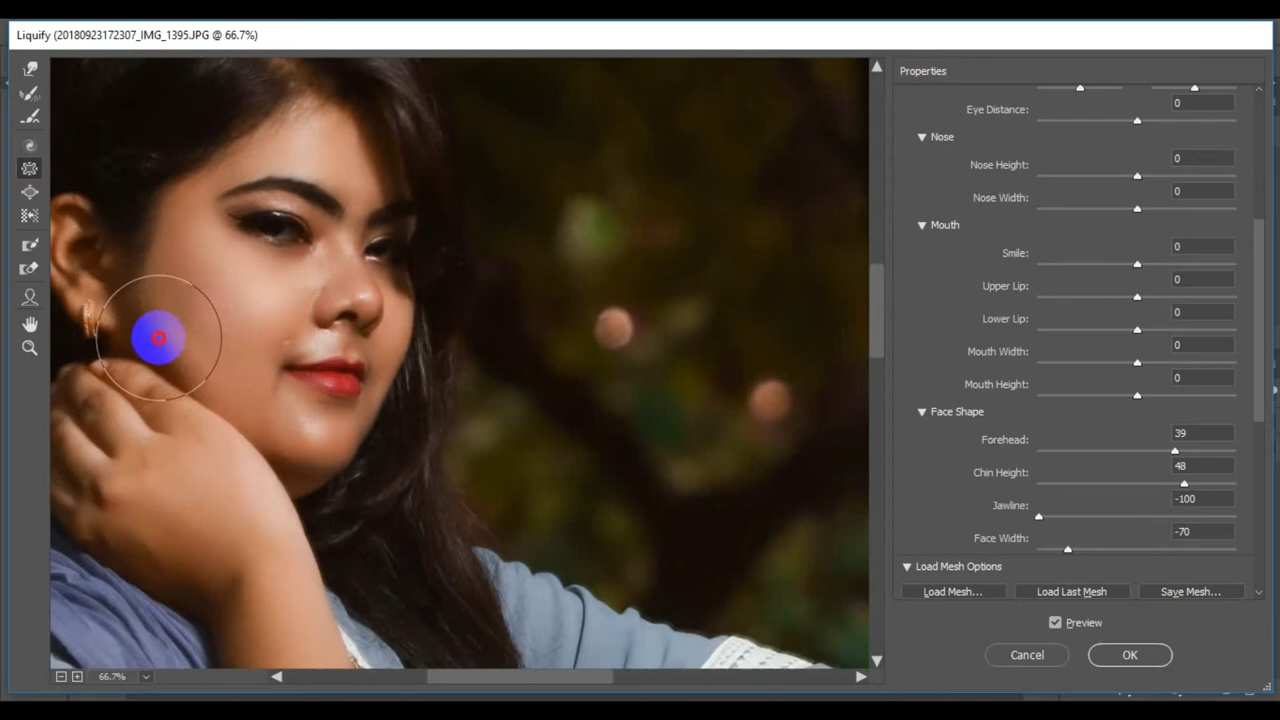 Liquify (20180923172307_IMG_1395.JPG @ 66.7%)
Properties
Eye Distance: 0
Nose
Nose Height: 0
Nose Width: 0
Mouth
Smile: 0
Upper Lip: 0
Lower Lip: 0
Mouth Width: 0
Mouth Height: 0
Face Shape
Forehead: 39
Chin Height: 48
Jawline: -100
Face Width: -70
Load Mesh Options
Load Mesh... Load Last Mesh Save Mesh...
Preview
Cancel OK
66.7%